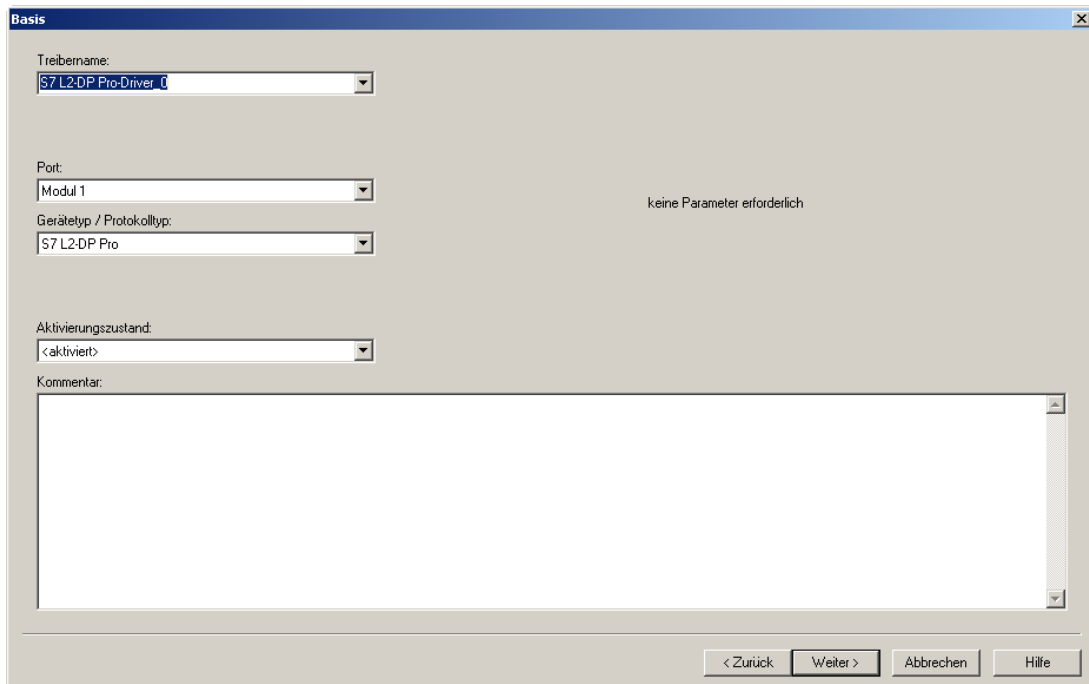 Basis
Treibername:
S7 L2-DP Pro-Driver_0
Port:
Modul 1
keine Parameter erforderlich
Gerätetyp / Protokolltyp:
S7 L2-DP Pro
Aktivierungszustand:
<aktiviert>
Kommentar:
< Zurück
Weiter >
Abbrechen
Hilfe